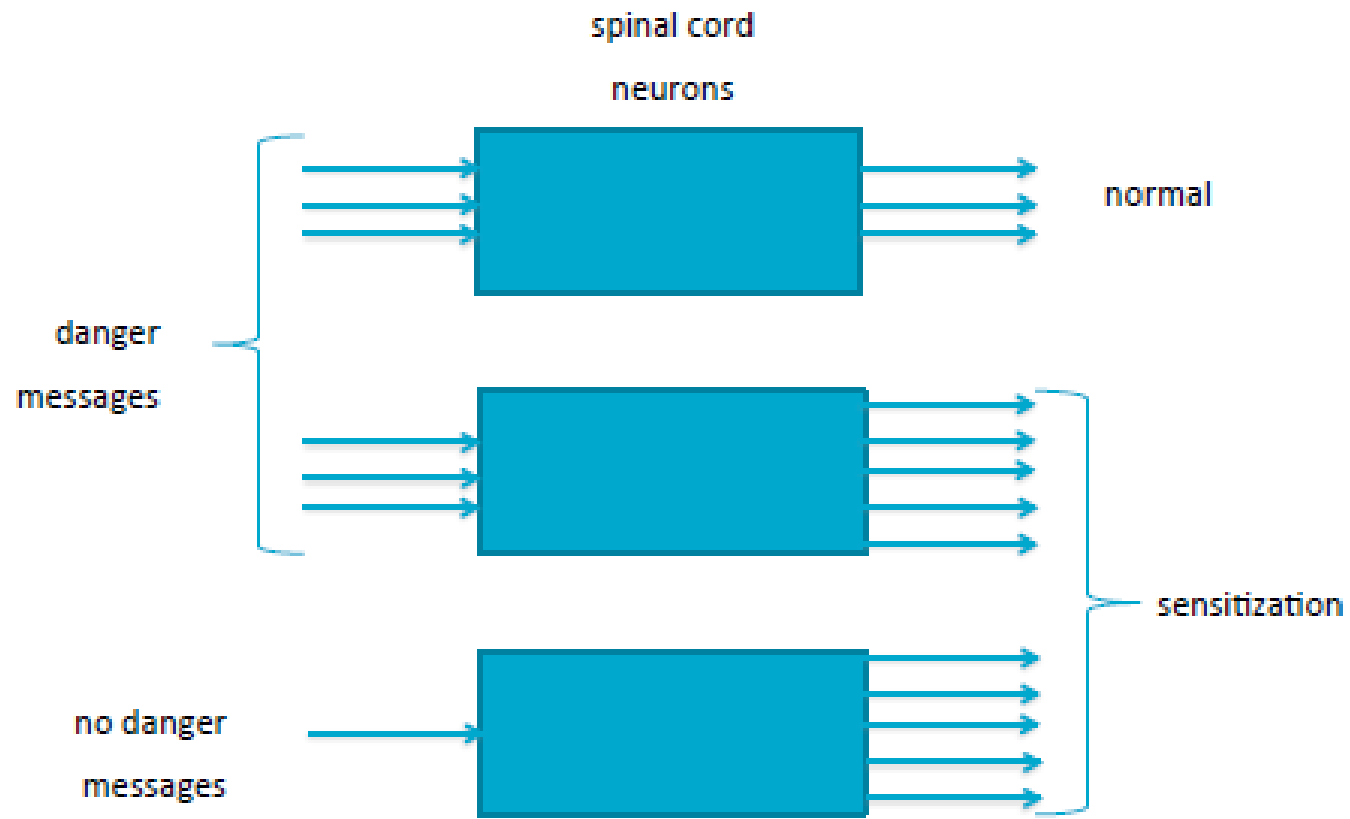 spinal cord
neurons
normal
danger
messages
sensitization
no danger
messages